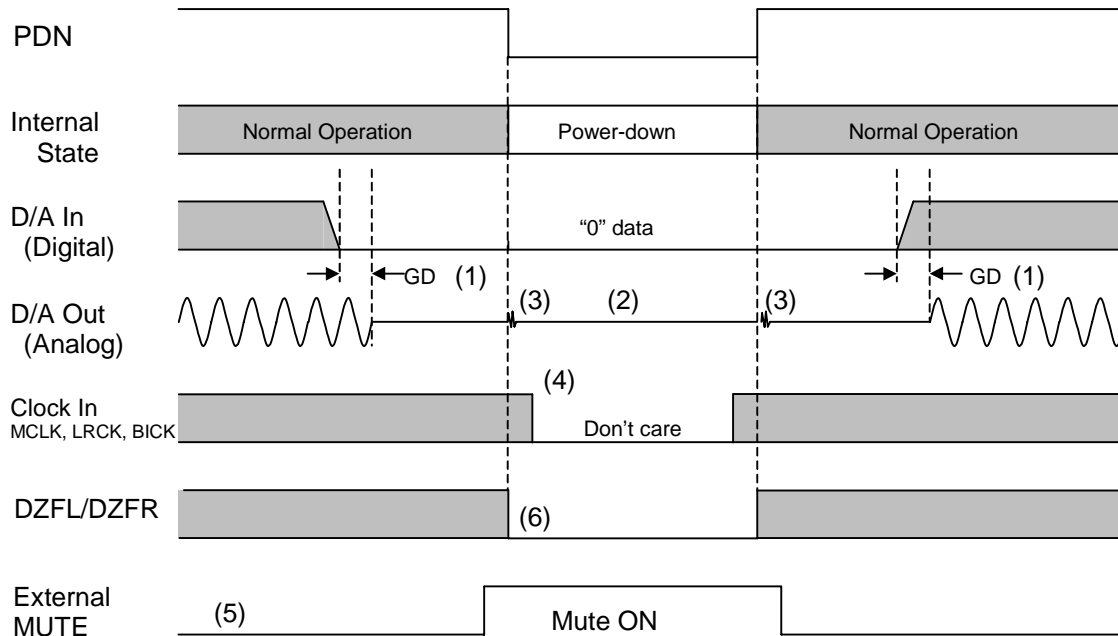 PDN
Internal
State
Normal Operation
Power-down
Normal Operation
D/A In
(Digital)
“0” data
GD
(1)
GD
(1)
D/A Out
(Analog)
(3)
(2)
(3)
Clock In
MCLK, LRCK, BICK
(4)
Don’t care
DZFL/DZFR
(6)
External
MUTE
(5)
Mute ON